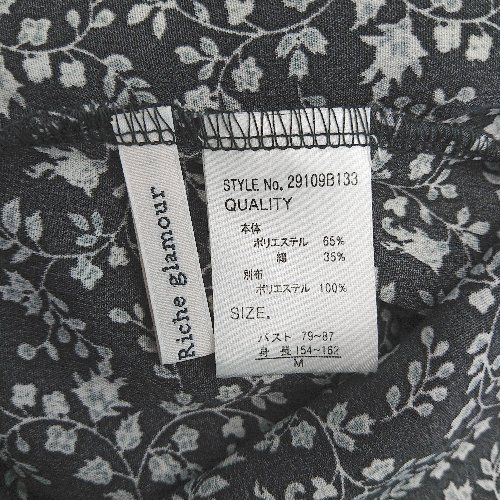 Riche glamour
STYLE No. 29109B133
QUALITY
本体
ポリエステル 65%
綿 35%
別布
ポリエステル 100%
SIZE.
バスト 79~87
身 長 154~162
M